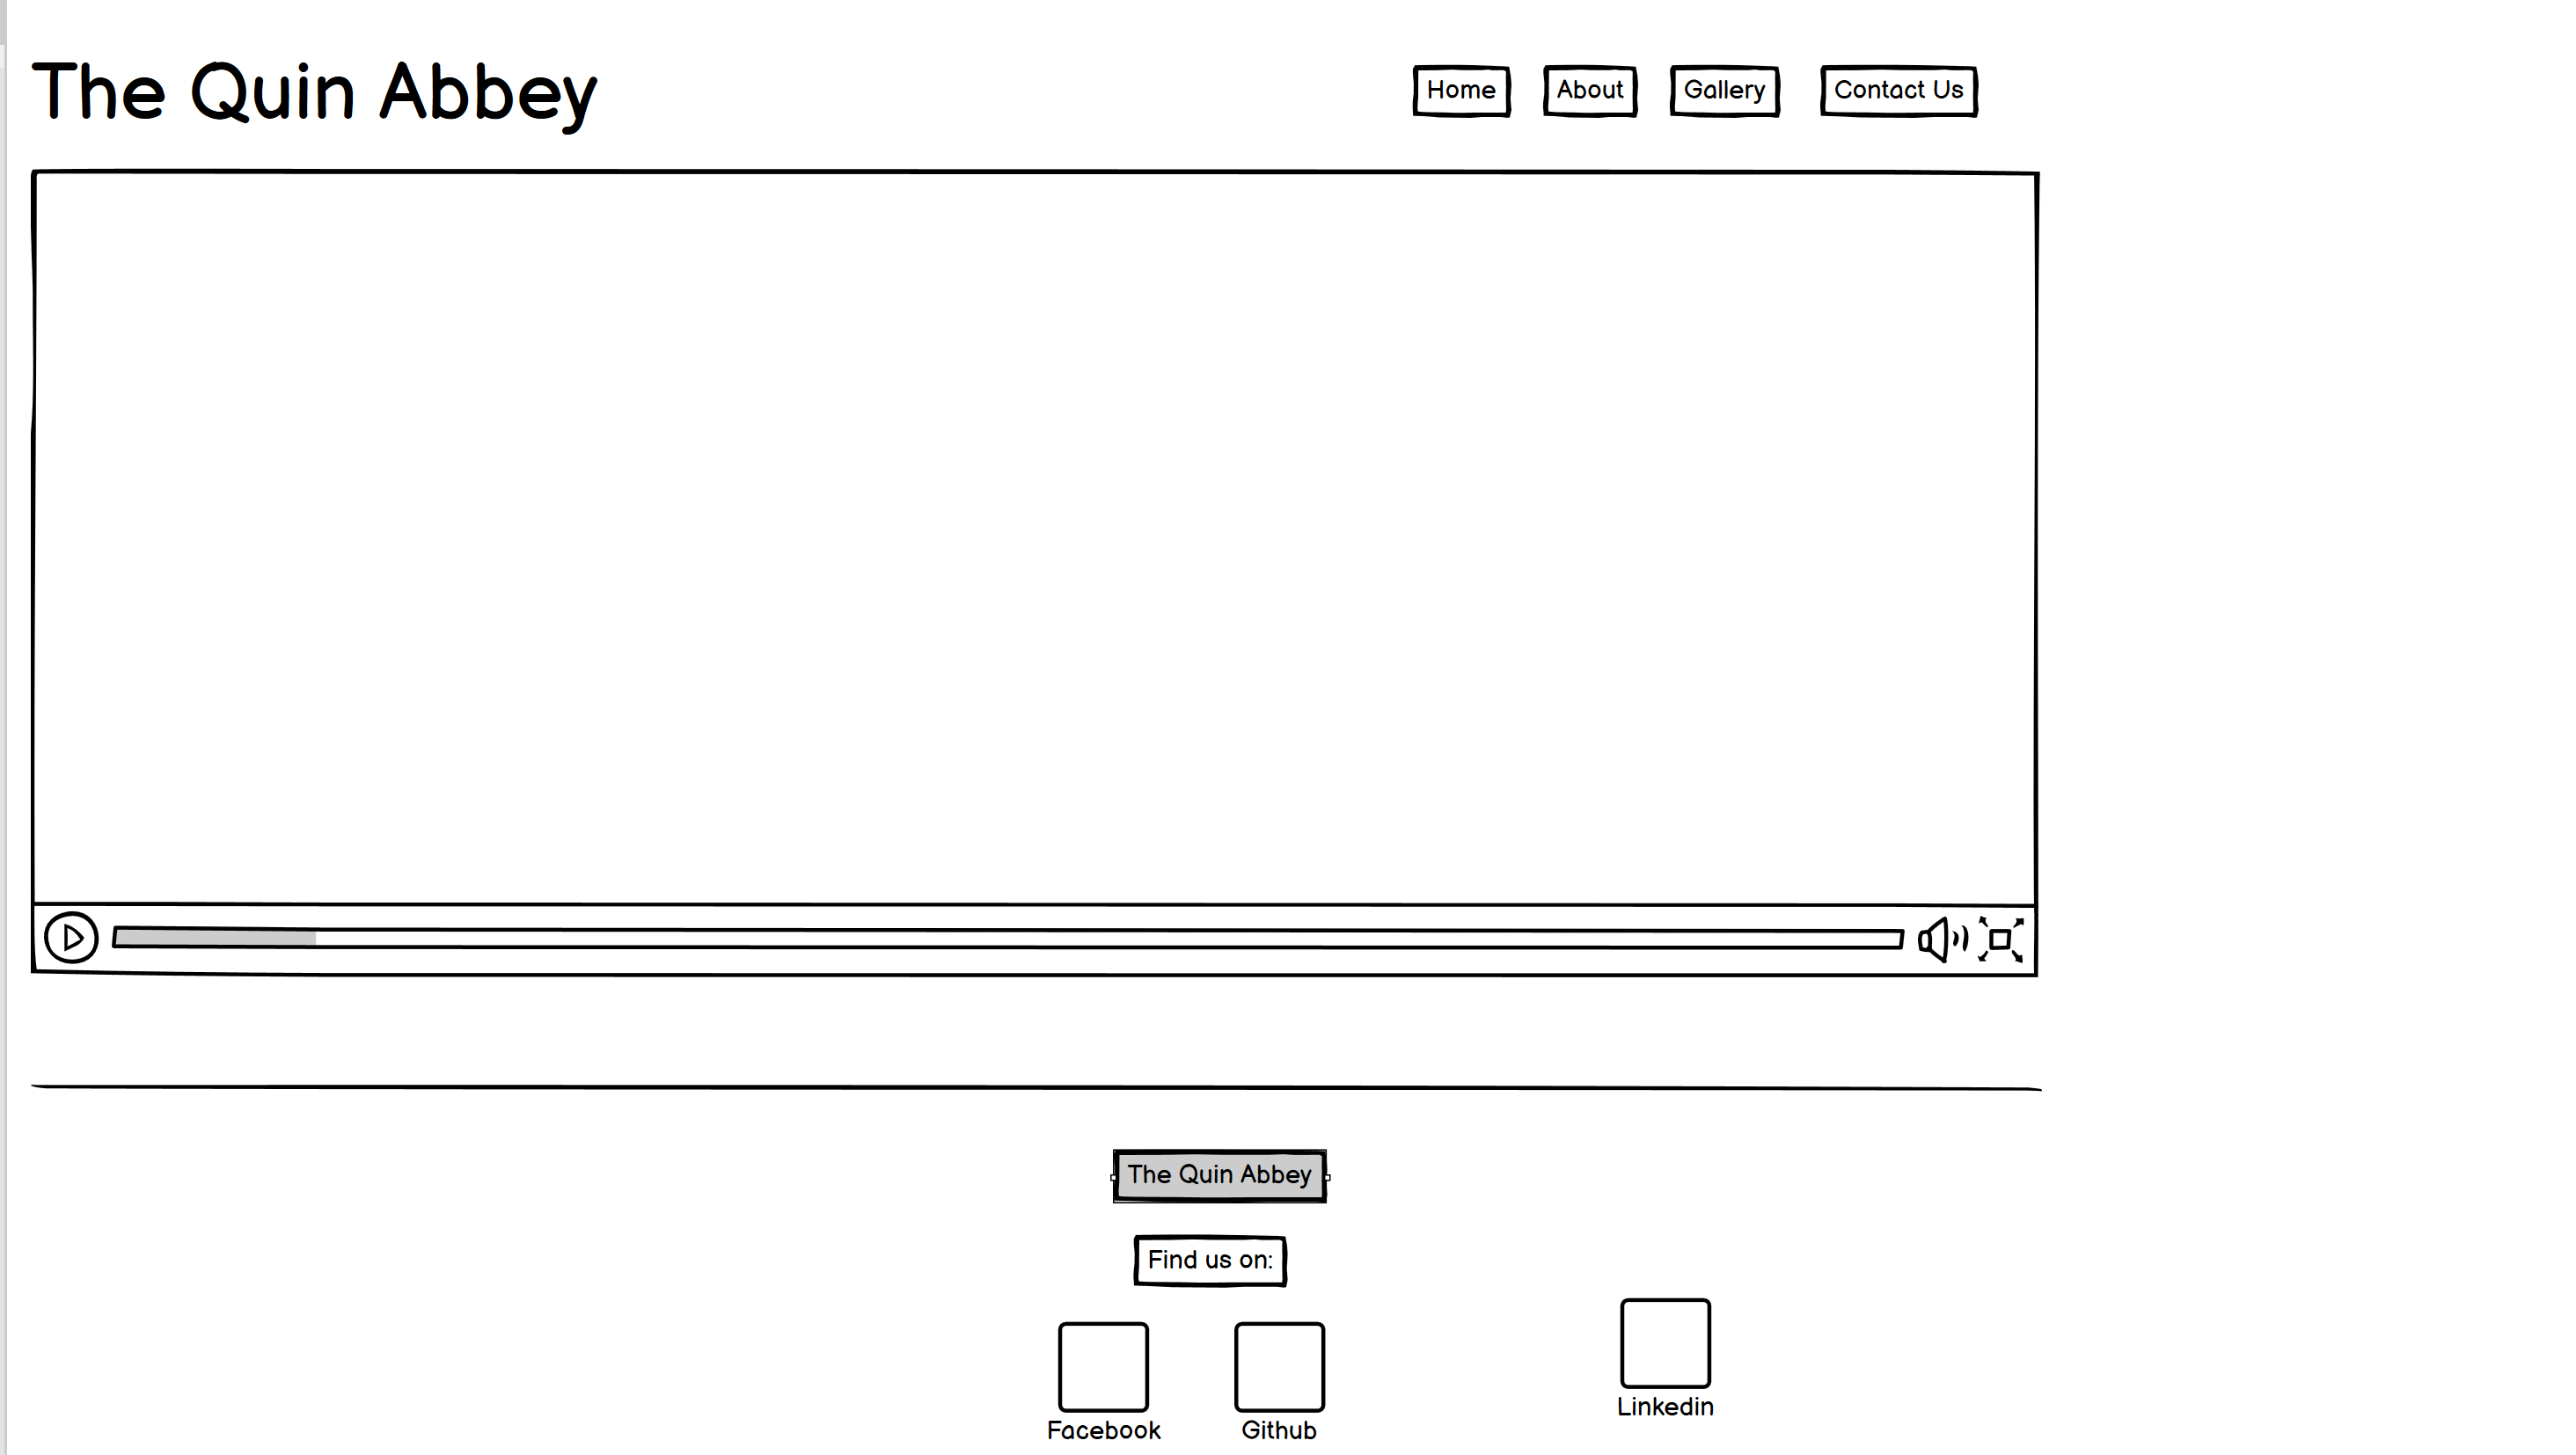 The Quin Abbey
Home About Gallery Contact Us
The Quin Abbey
Find us on:
Facebook Github Linkedin